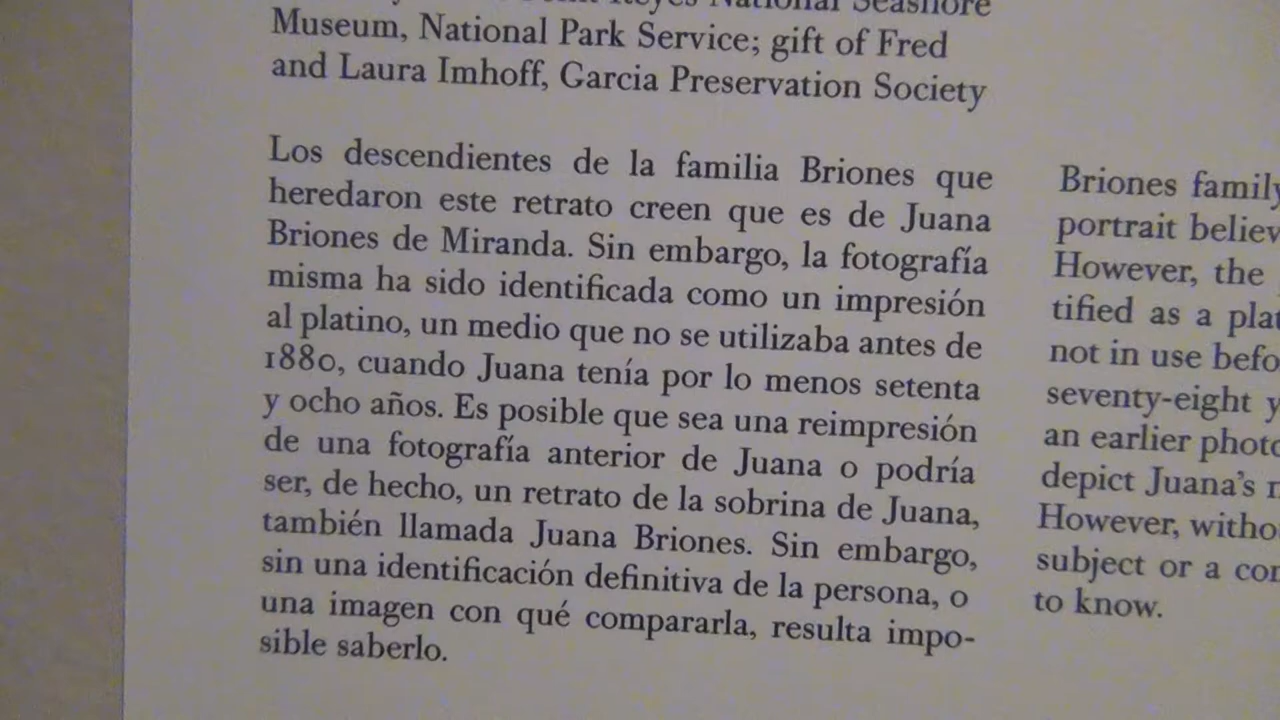 Reyes National Seashore
Museum, National Park Service; gift of Fred
and Laura Imhoff, Garcia Preservation Society
Los descendientes de la familia Briones que
heredaron este retrato creen que es de Juana
Briones de Miranda. Sin embargo, la fotografía
misma ha sido identificada como un impresión
al platino, un medio que no se utilizaba antes de
1880, cuando Juana tenía por lo menos setenta
y ocho años. Es posible que sea una reimpresión
de una fotografía anterior de Juana o podría
ser, de hecho, un retrato de la sobrina de Juana,
también llamada Juana Briones. Sin embargo,
sin una identificación definitiva de la persona, o
una imagen con qué compararla, resulta impo-
sible saberlo.
Briones family
portrait believ
However, the
tified as a plat
not in use befo
seventy-eight y
an earlier photo
depict Juana's
However, witho
subject or a con
to know.